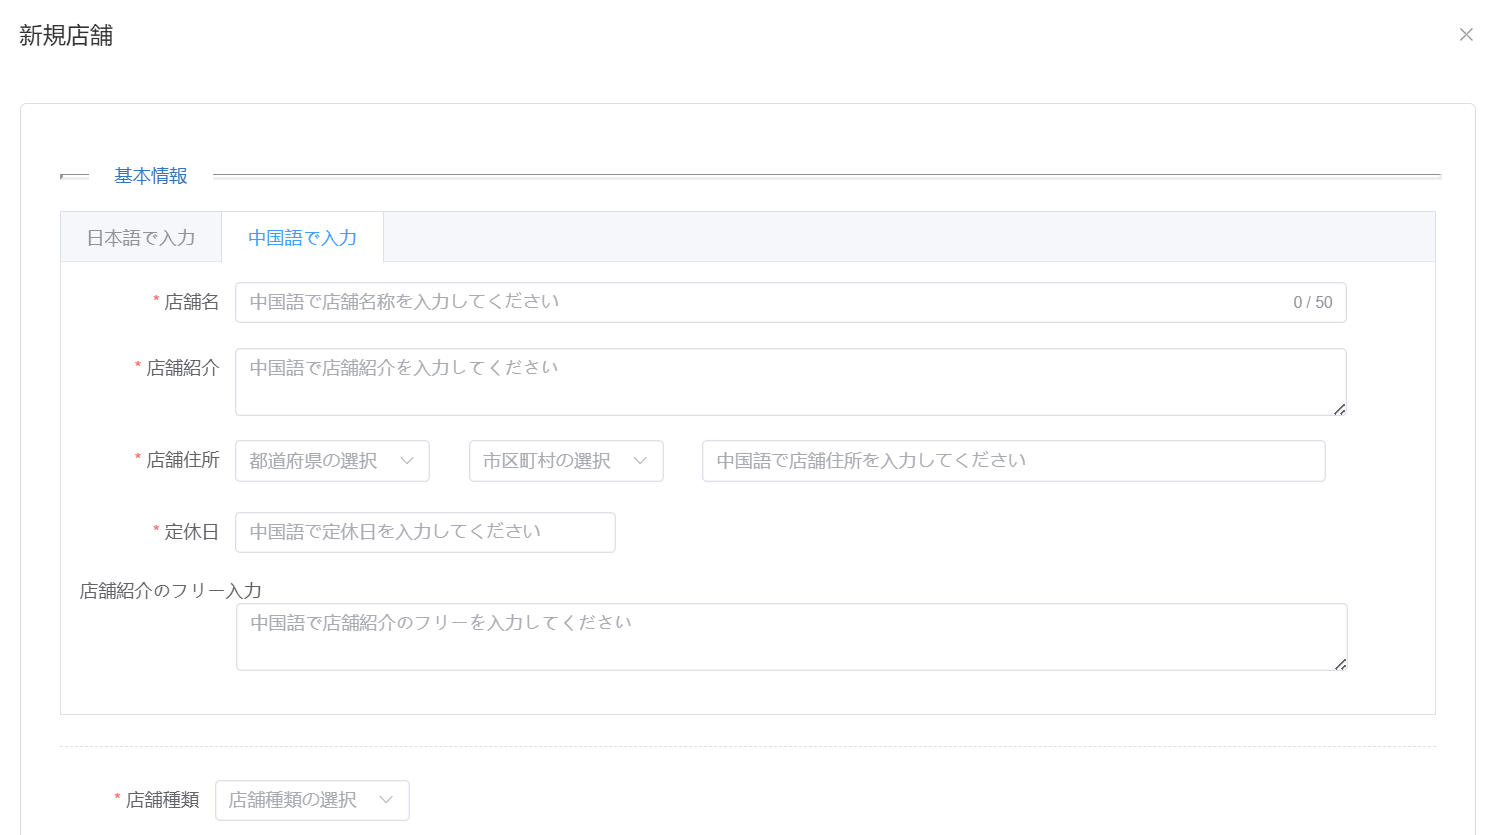 新規店舗
基本情報
日本語で入力 中国語で入力
* 店舗名 中国語で店舗名称を入力してください 0 / 50
* 店舗紹介 中国語で店舗紹介を入力してください
* 店舗住所 都道府県の選択 市区町村の選択 中国語で店舗住所を入力してください
* 定休日 中国語で定休日を入力してください
店舗紹介のフリー入力
中国語で店舗紹介のフリーを入力してください
* 店舗種類 店舗種類の選択